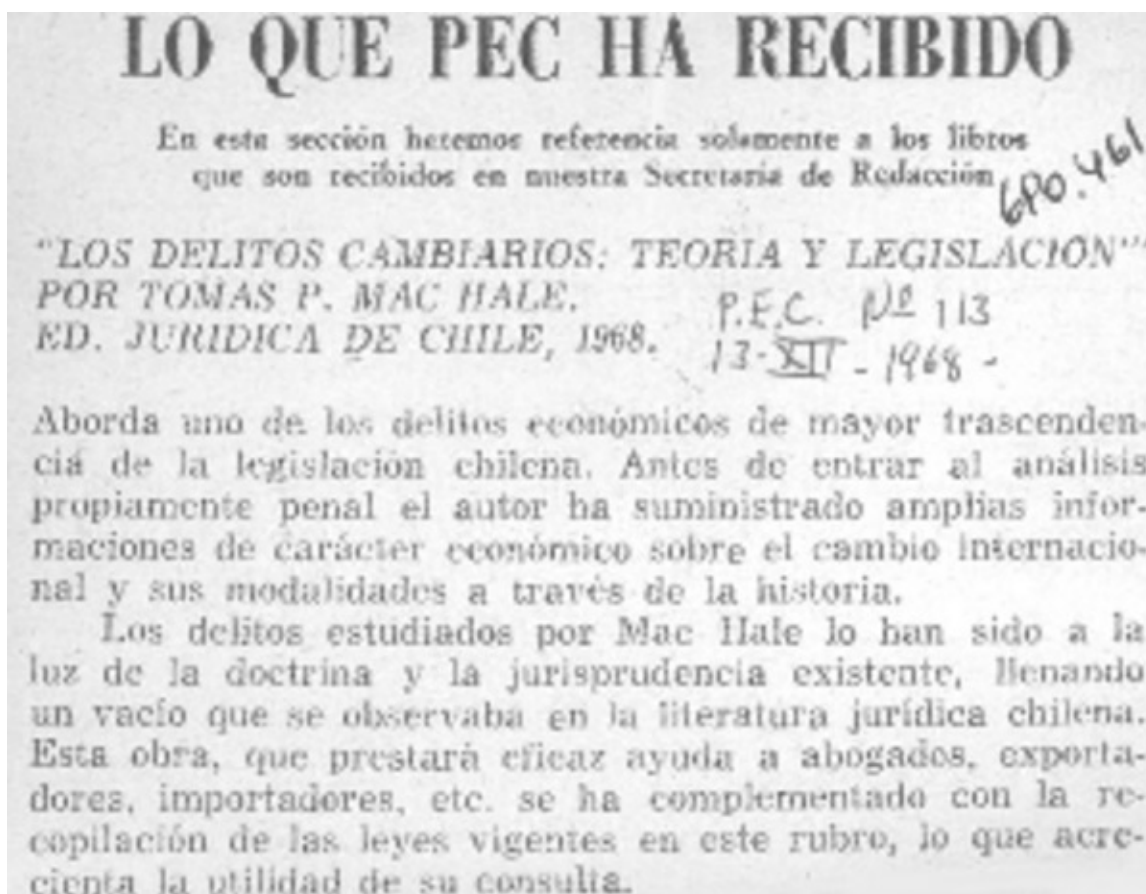 LO QUE PEC HA RECIBIDO
En esta sección hacemos referencia solamente a los libros
que son recibidos en nuestra Secretaría de Redacción
6P0.461
"LOS DELITOS CAMBIARIOS: TEORIA Y LEGISLACION"
POR TOMAS P. MAC HALE.
ED. JURIDICA DE CHILE, 1968.
P.E.C. Nº 113
13-XII-1968-
Aborda uno de los delitos económicos de mayor trascenden-
cia de la legislación chilena. Antes de entrar al análisis
propiamente penal el autor ha suministrado amplias infor-
maciones de carácter económico sobre el cambio internacio-
nal y sus modalidades a través de la historia.
Los delitos estudiados por Mac Hale lo han sido a la
luz de la doctrina y la jurisprudencia existente, llenando
un vacío que se observaba en la literatura jurídica chilena.
Esta obra, que prestará eficaz ayuda a abogados, exporta-
dores, importadores, etc. se ha complementado con la re-
copilación de las leyes vigentes en este rubro, lo que acre-
cienta la utilidad de su consulta.